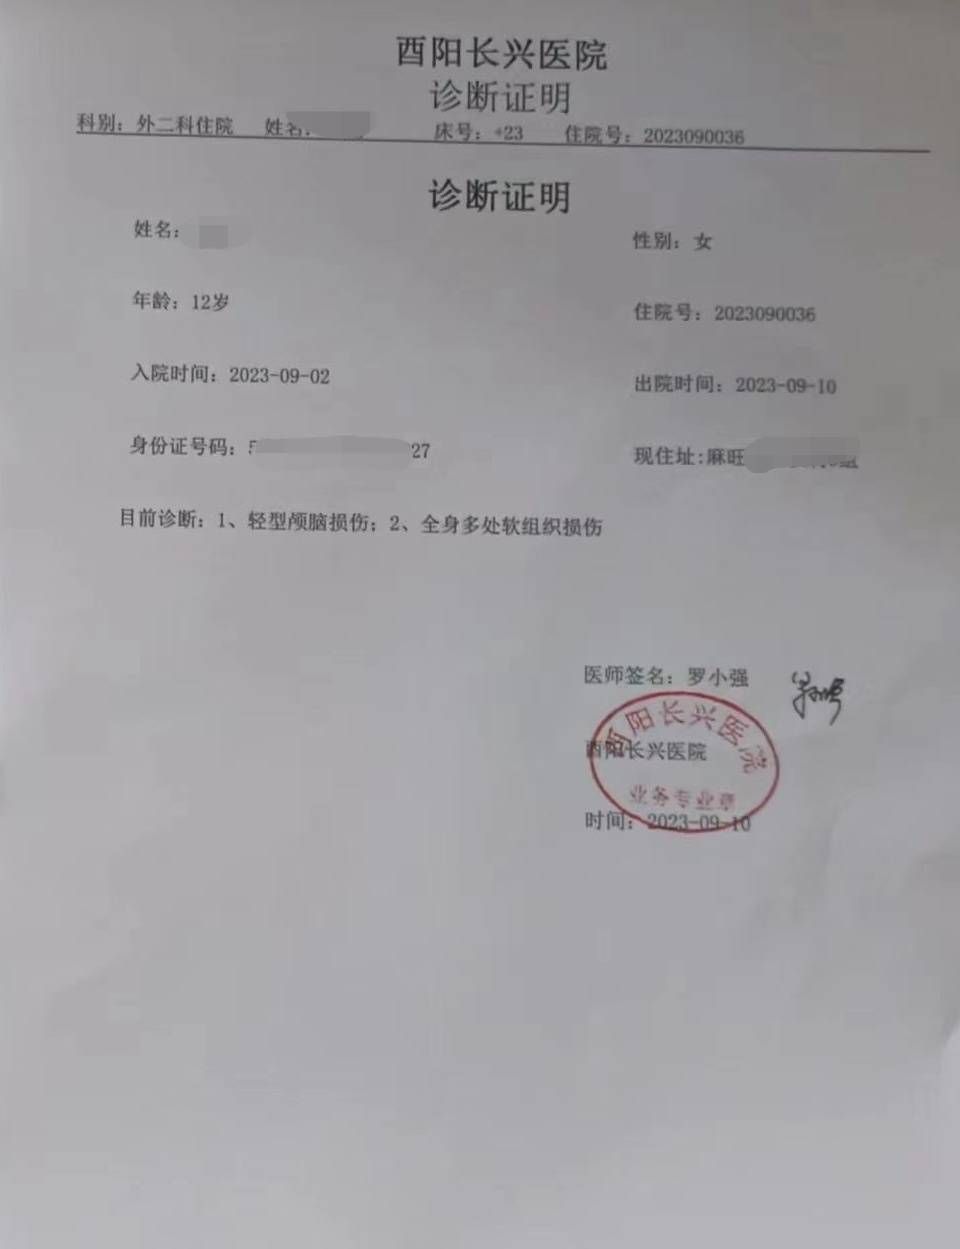 酉阳长兴医院
诊断证明
科别：外二科住院 姓名： 床号：+23 住院号：2023090036
诊断证明
姓名： 性别：女
年龄：12岁 住院号：2023090036
入院时间：2023-09-02 出院时间：2023-09-10
身份证号码：5 27 现住址:麻旺
目前诊断：1、轻型颅脑损伤；2、全身多处软组织损伤
医师签名：罗小强
酉阳长兴医院
酉阳长兴医院
业务专业章
时间：2023-09-10